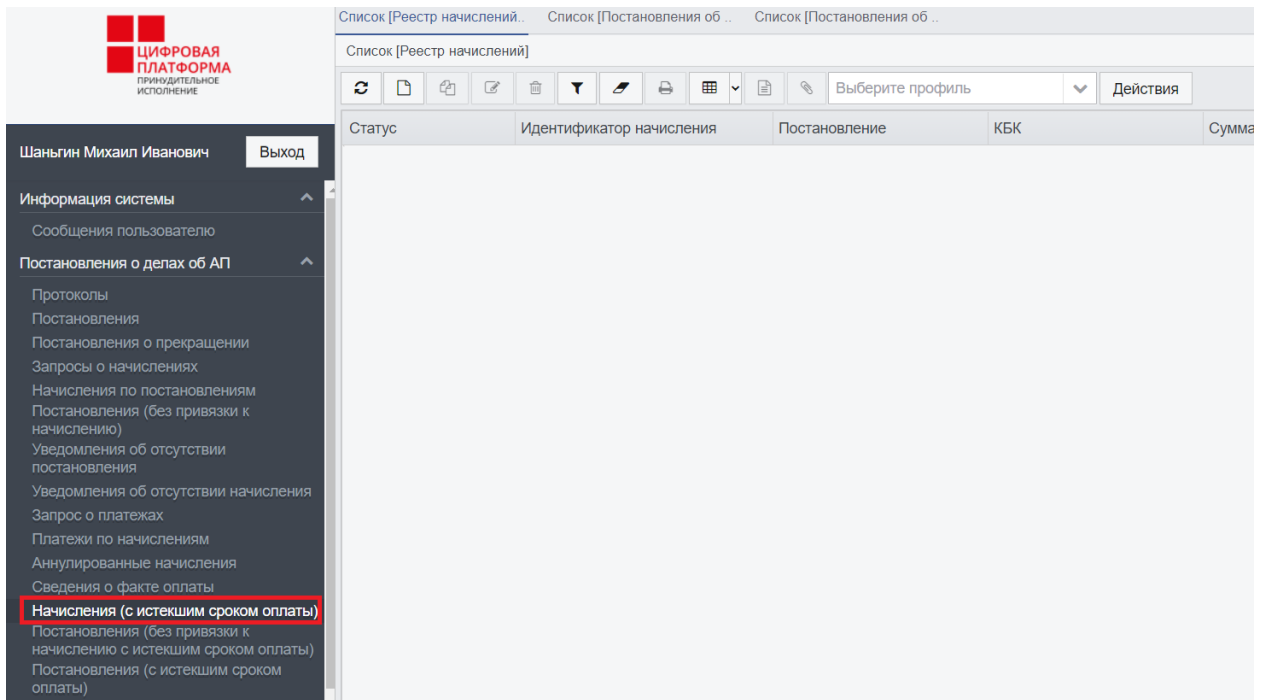 ЦИФРОВАЯ
ПЛАТФОРМА
ПРИНУДИТЕЛЬНОЕ
ИСПОЛНЕНИЕ
Шаньгин Михаил Иванович
Выход
Информация системы
Сообщения пользователю
Постановления о делах об АП
Протоколы
Постановления
Постановления о прекращении
Запросы о начислениях
Начисления по постановлениям
Постановления (без привязки к
начислению)
Уведомления об отсутствии
постановления
Уведомления об отсутствии начисления
Запрос о платежах
Платежи по начислениям
Аннулированные начисления
Сведения о факте оплаты
Начисления (с истекшим сроком оплаты)
Постановления (без привязки к
начислению с истекшим сроком оплаты)
Постановления (с истекшим сроком
оплаты)
Список [Реестр начислений..
Список [Постановления об ..
Список [Постановления об ..
Список [Реестр начислений]
Выберите профиль
Действия
Статус
Идентификатор начисления
Постановление
КБК
Сумма